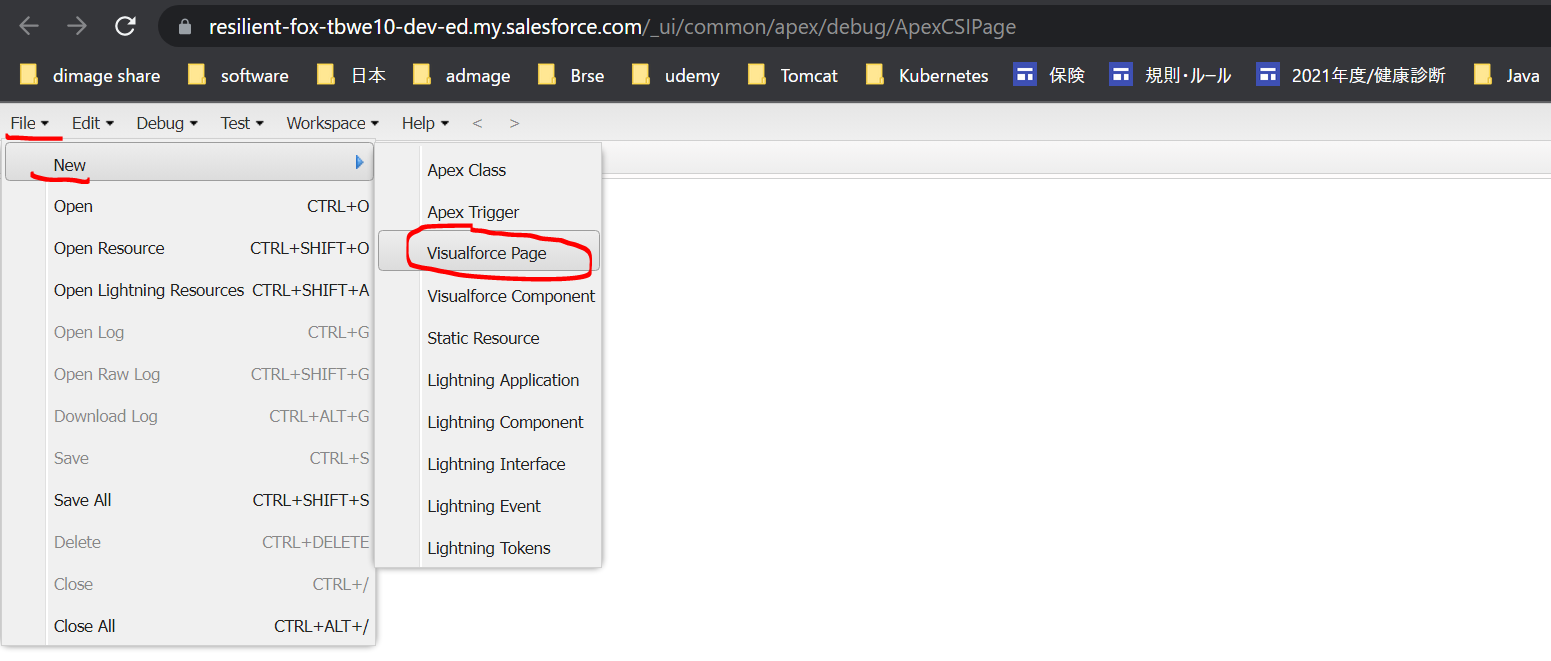 resilient-fox-tbwe10-dev-ed.my.salesforce.com/_ui/common/apex/debug/ApexCSIPage
dimage share software 日本 admage Brse udemy Tomcat Kubernetes 保険 規則・ルール 2021年度/健康診断 Java
File Edit Debug Test Workspace Help < >
New
Open CTRL+O
Open Resource CTRL+SHIFT+O
Open Lightning Resources CTRL+SHIFT+A
Open Log CTRL+G
Open Raw Log CTRL+SHIFT+G
Download Log CTRL+ALT+G
Save CTRL+S
Save All CTRL+SHIFT+S
Delete CTRL+DELETE
Close CTRL+/
Close All CTRL+ALT+/
Apex Class
Apex Trigger
Visualforce Page
Visualforce Component
Static Resource
Lightning Application
Lightning Component
Lightning Interface
Lightning Event
Lightning Tokens